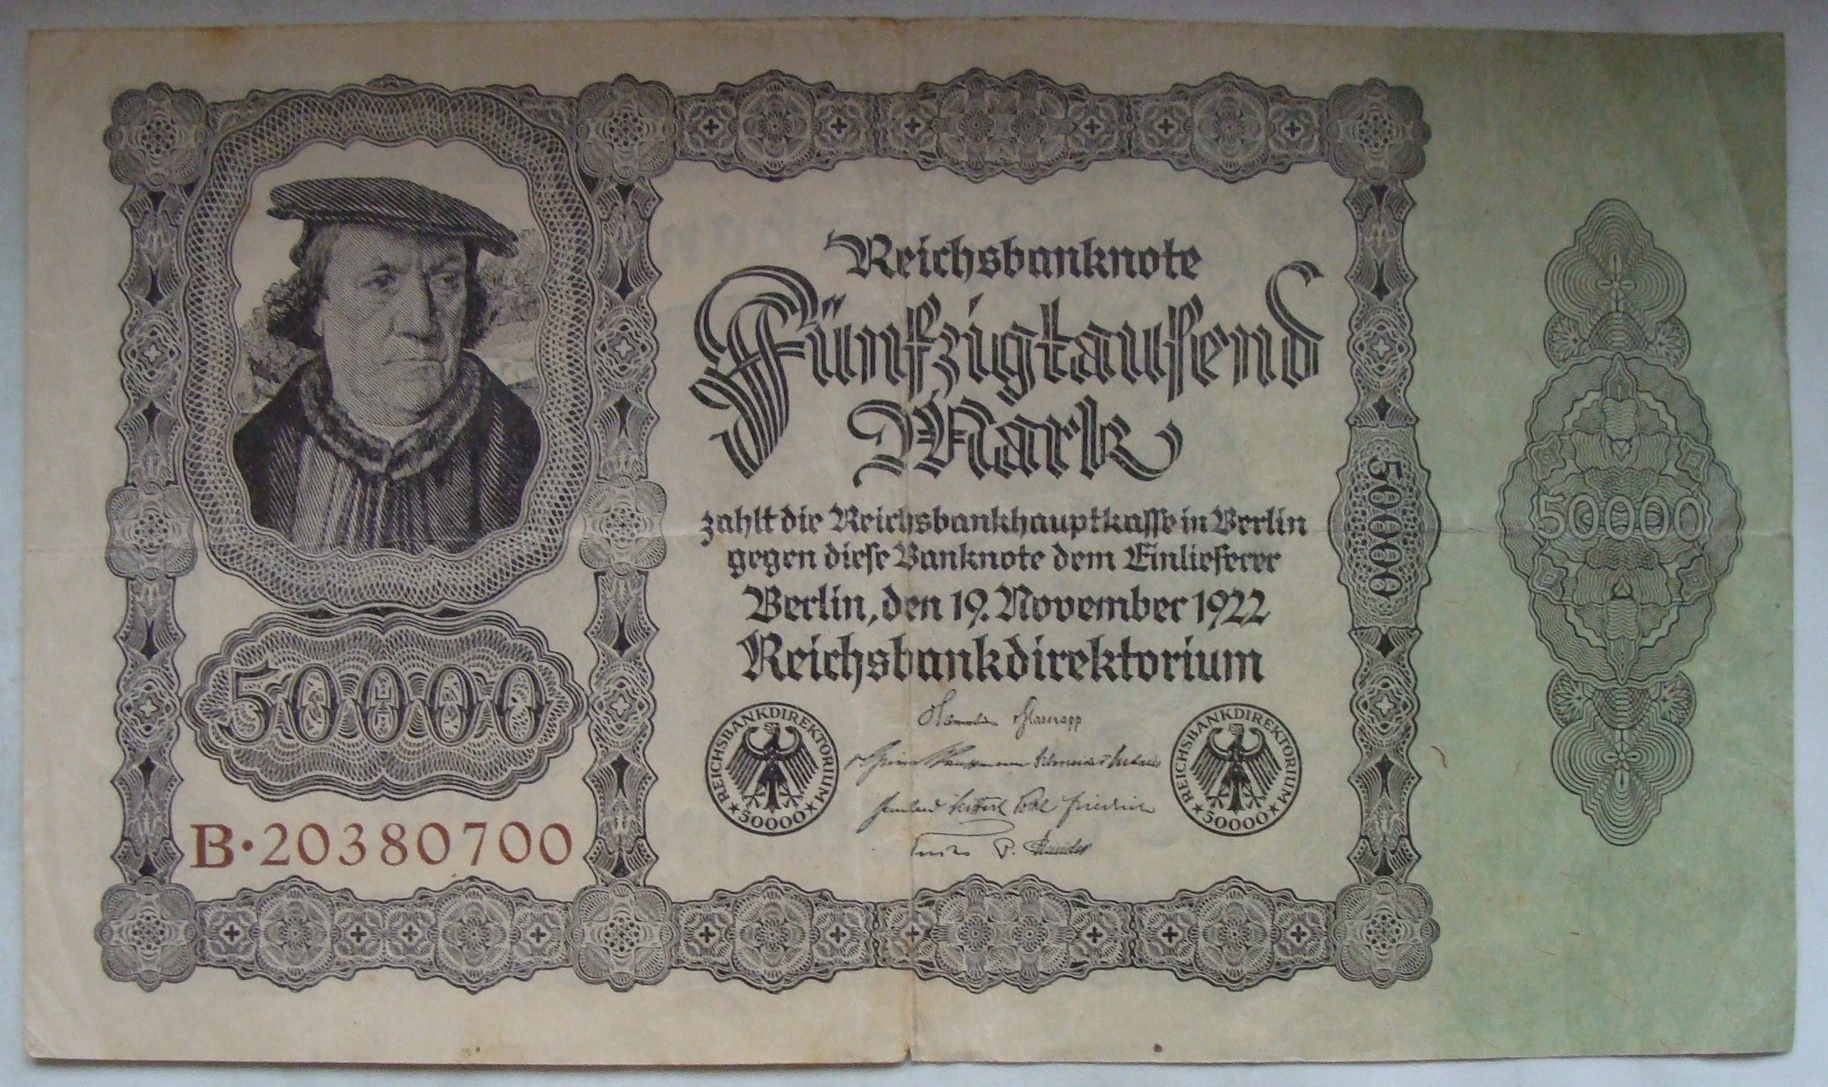 Reichsbanknote
Fünfzigtausend
Mark
zahlt die Reichsbankhauptkasse in Berlin
gegen diese Banknote dem Einlieferer
Berlin, den 19. November 1922
Reichsbankdirektorium
50000
B·20380700
REICHSBANKDIREKTORIUM
★50000★
REICHSBANKDIREKTORIUM
★50000★
50000
50000